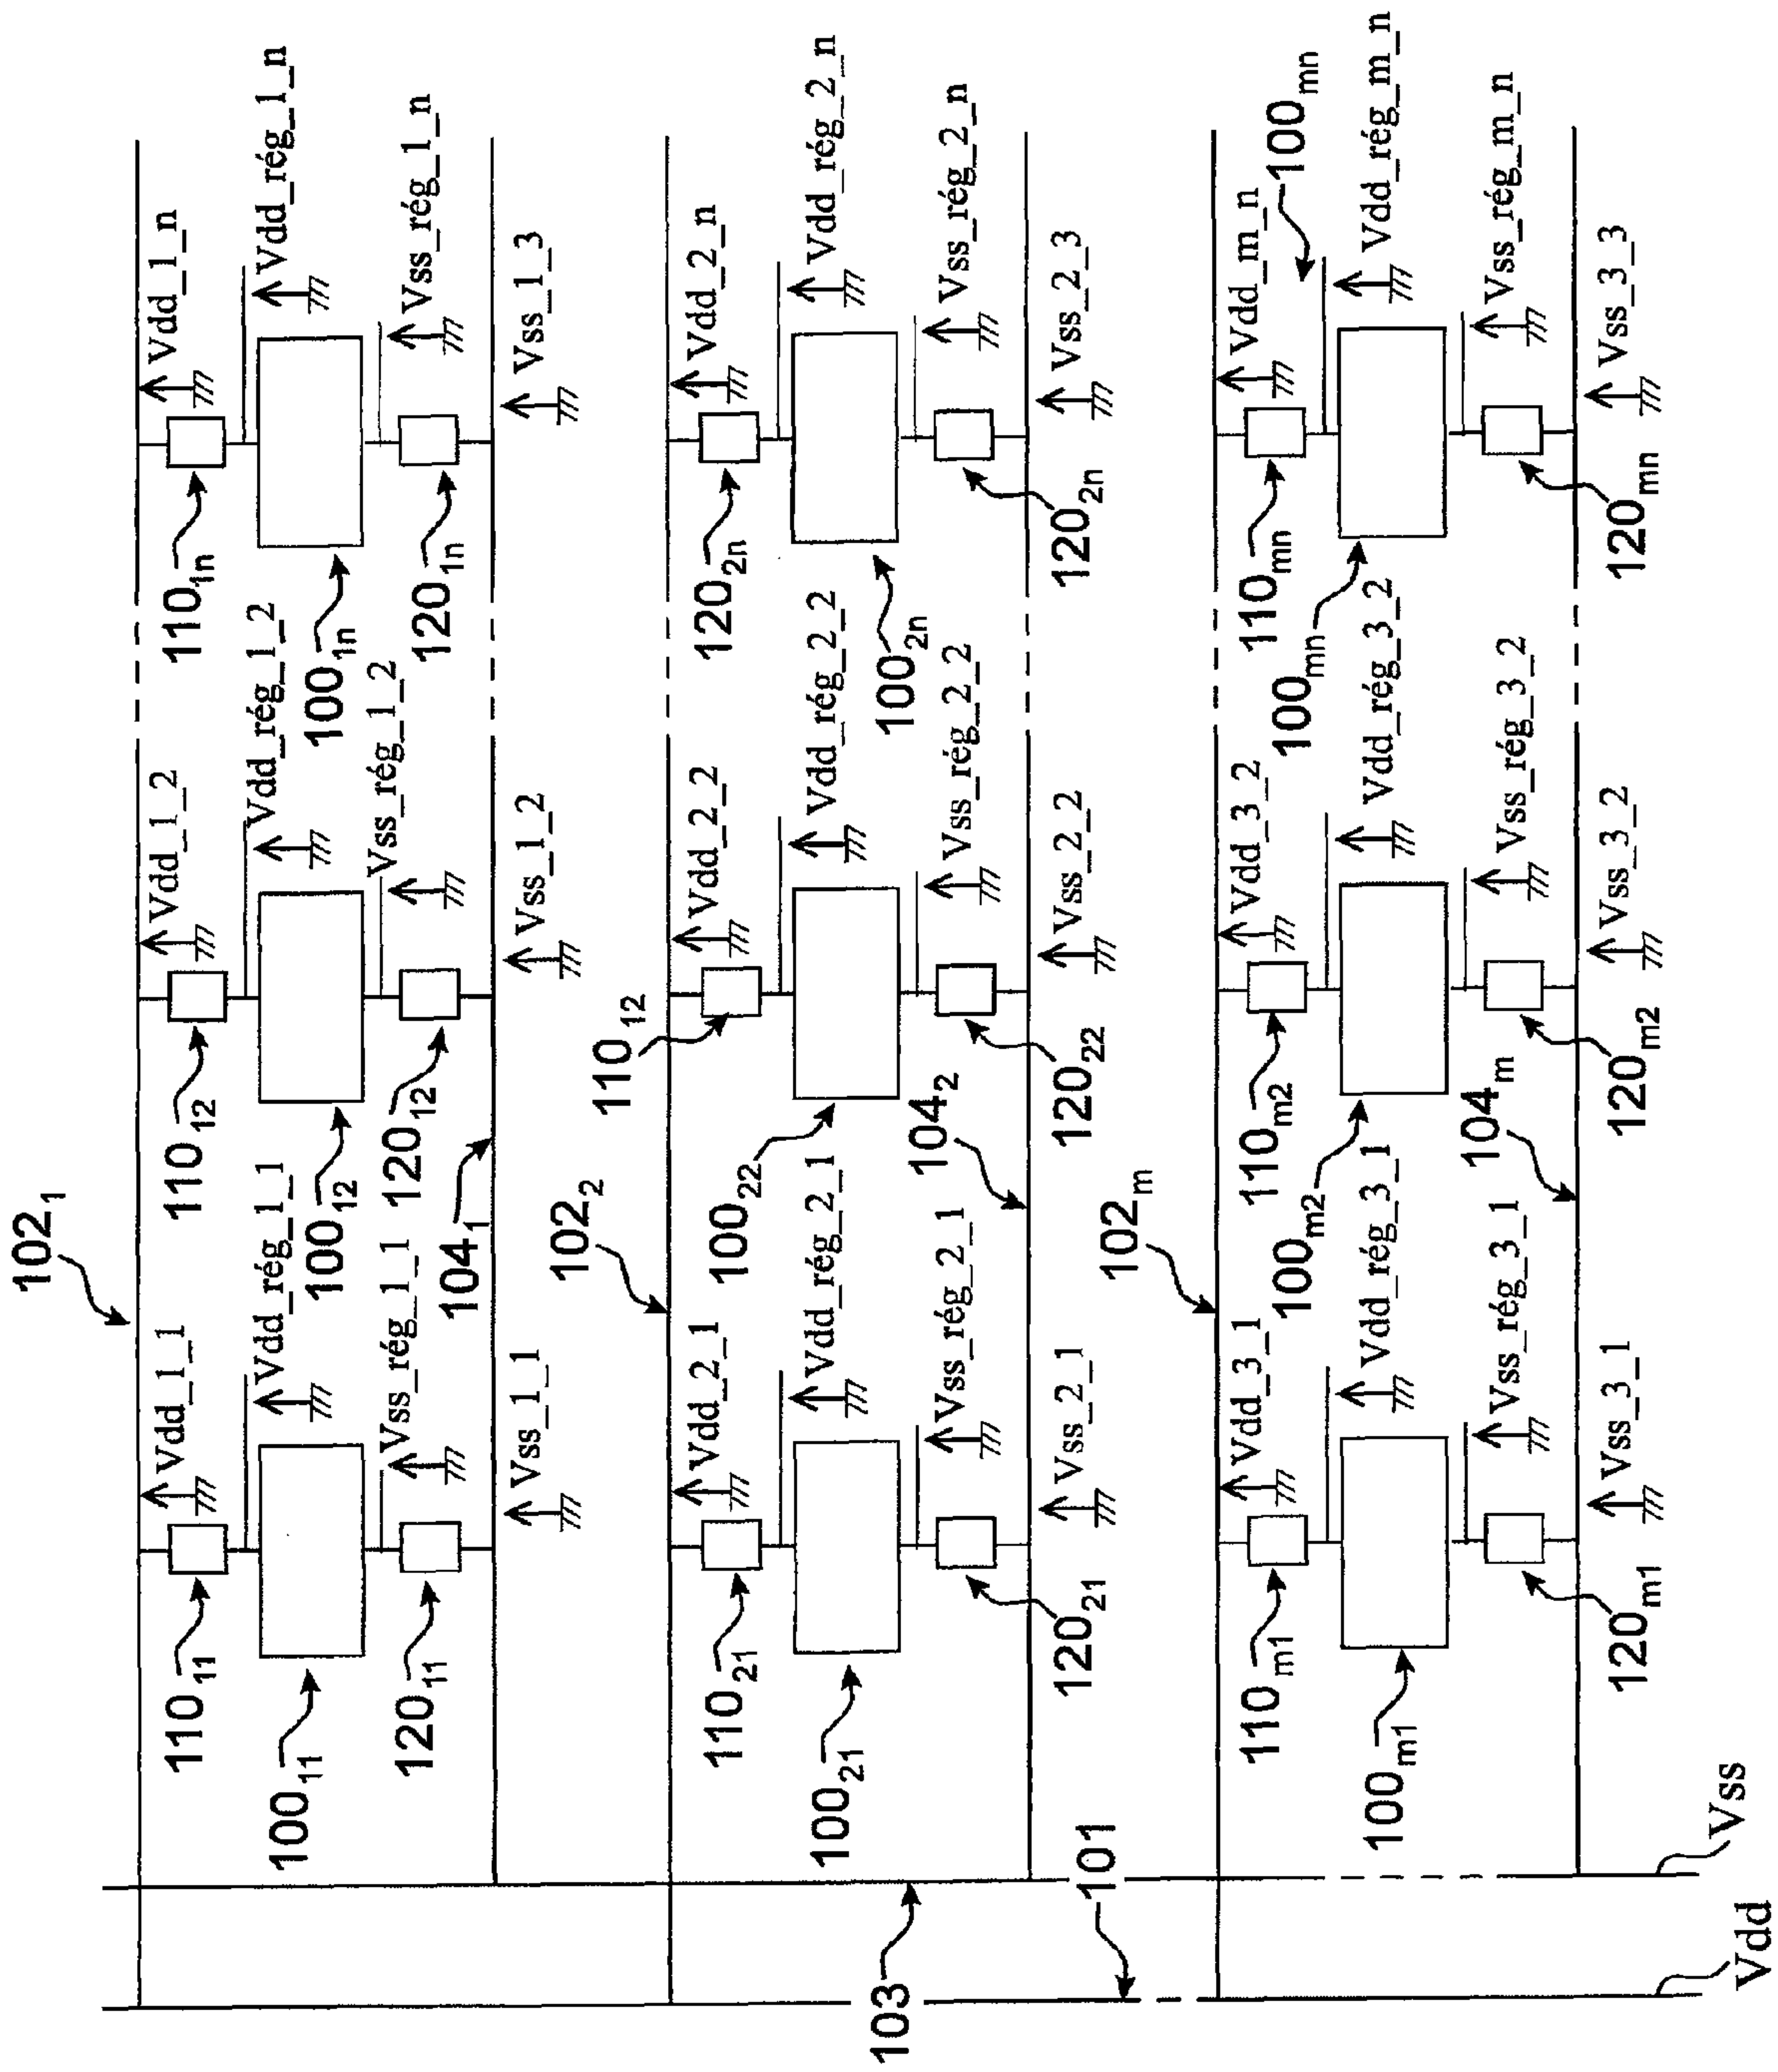 102₁
Vdd_1_1
Vdd_1_2
Vdd_1_n
110₁₁
110₁₂
110₁n
Vdd_rég_1_1
Vdd_rég_1_2
Vdd_rég_1_n
100₁₁
100₁₂
100₁n
Vss_rég_1_1
Vss_rég_1_2
Vss_rég_1_n
120₁₁
120₁₂
120₁n
104₁
Vss_1_1
Vss_1_2
Vss_1_3
102₂
110₁₂
Vdd_2_1
Vdd_2_2
Vdd_2_n
110₂₁
100₂₂
120₂n
Vdd_rég_2_1
Vdd_rég_2_2
Vdd_rég_2_n
100₂₁
100₂n
Vss_rég_2_1
Vss_rég_2_2
Vss_rég_2_n
104₂
120₂₁
120₂₂
120₂n
Vss_2_1
Vss_2_2
Vss_2_3
103
101
102m
Vdd_3_1
Vdd_3_2
Vdd_m_n
110m1
110m2
110mn
100mn
Vdd_rég_3_1
Vdd_rég_3_2
Vdd_rég_m_n
100m1
100m2
100mn
Vss_rég_3_1
Vss_rég_3_2
Vss_rég_m_n
104m
120m1
120m2
120mn
Vss_3_1
Vss_3_2
Vss_3_3
Vdd
Vss